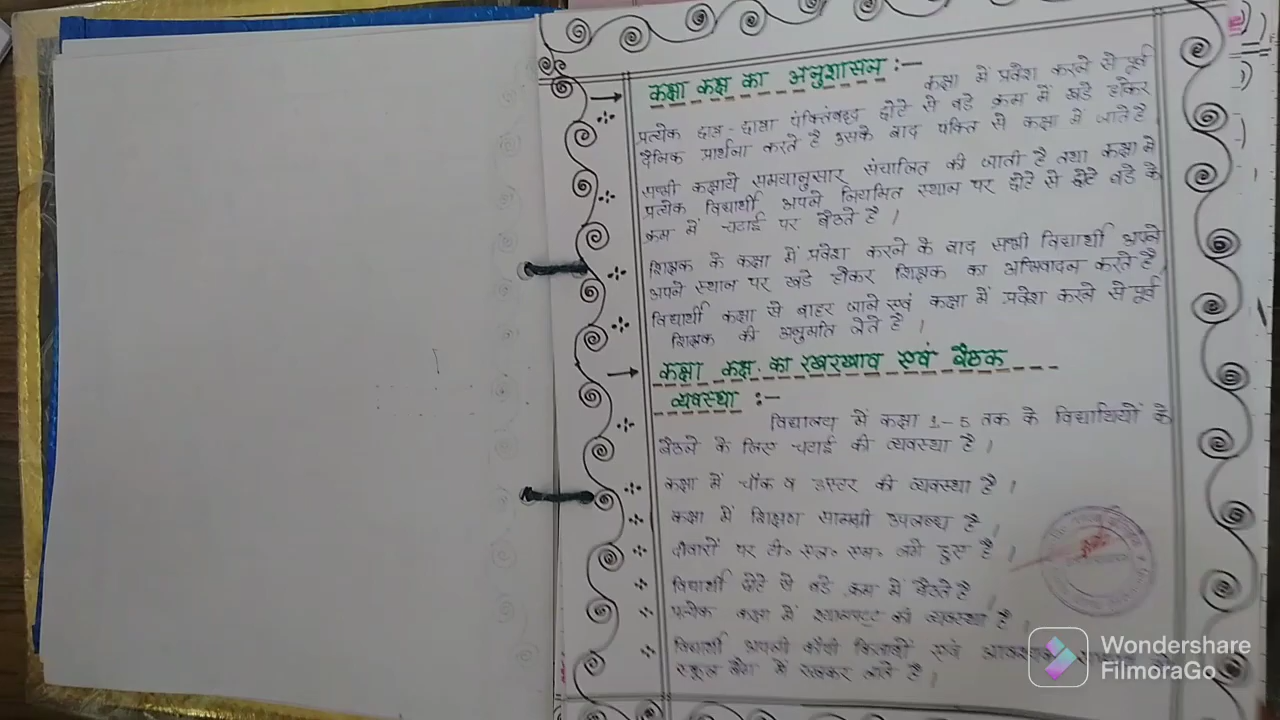 कक्षा कक्ष का अनुशासन :-
कक्षा में प्रवेश करने से पूर्व
प्रत्येक छात्र-छात्रा पंक्तिबद्ध छोटे से बडे क्रम में खडे होकर
दैनिक प्रार्थना करते है उसके बाद पंक्ति से कक्षा में जाते है
सभी कक्षाये समयानुसार संचालित की जाती है तथा कक्षा मे
प्रत्येक विद्यार्थी अपने नियमित स्थान पर छोटे से छोटे बडे के
क्रम में चटाई पर बैठते है।
शिक्षक के कक्षा में प्रवेश करने के बाद सभी विद्यार्थी अपने
अपने स्थान पर खडे होकर शिक्षक का अभिवादन करते है
विद्यार्थी कक्षा से बाहर जाने एवं कक्षा में प्रवेश करने से पूर्व
शिक्षक की अनुमति लेते है।
कक्षा कक्ष का रखरखाव एवं बैठक
व्यवस्था :-
विद्यालय में कक्षा 1-5 तक के विद्यार्थियों के
बैठने के लिए चटाई की व्यवस्था है।
कक्षा में चॉक व डस्टर की व्यवस्था है।
कक्षा में शिक्षण सामग्री उपलब्ध है।
दीवारों पर टी. एल. एम. लगे हुए है।
विद्यार्थी छोटे से बडे क्रम में बैठते है
प्रत्येक कक्षा में श्यामपट्ट की व्यवस्था है।
विद्यार्थी अपनी कॉपी किताबों एवं आवश्यक
स्कूल बैग में रखकर लाते है।
Wondershare
FilmoraGo